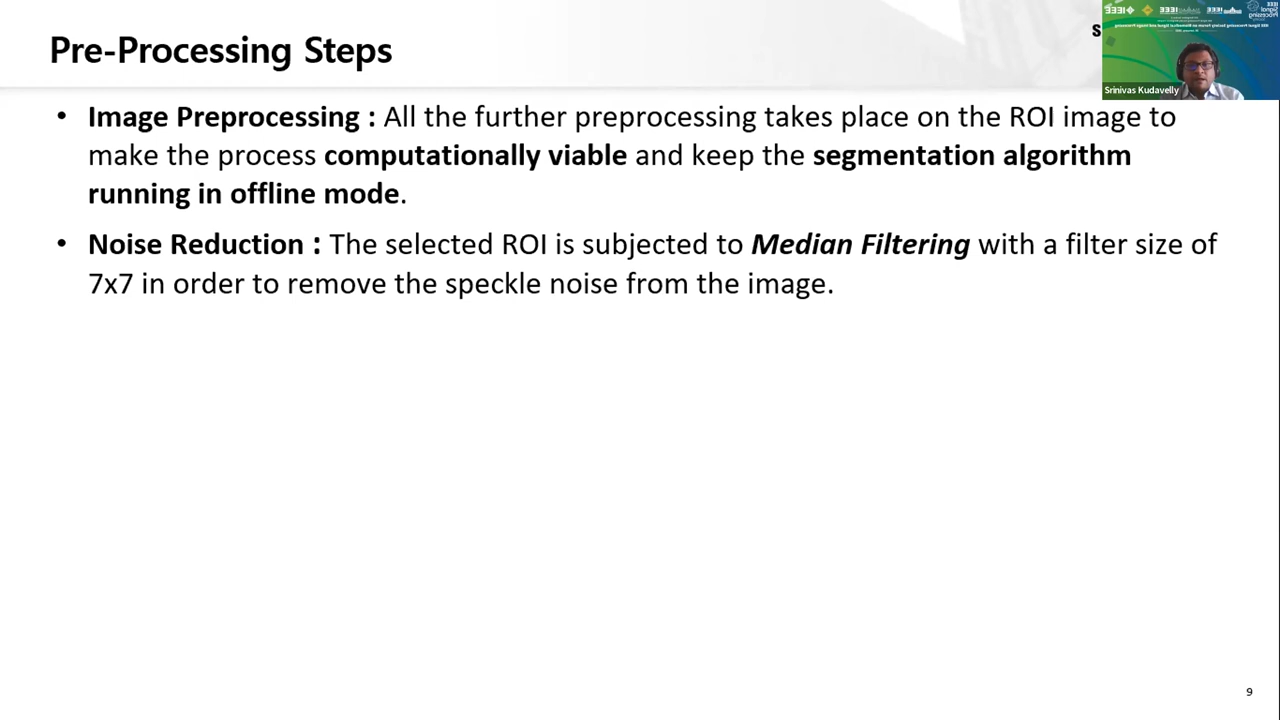 Pre-Processing Steps
S
Srinivas Kudavelly
• Image Preprocessing : All the further preprocessing takes place on the ROI image to
make the process computationally viable and keep the segmentation algorithm
running in offline mode.
• Noise Reduction : The selected ROI is subjected to Median Filtering with a filter size of
7x7 in order to remove the speckle noise from the image.
9